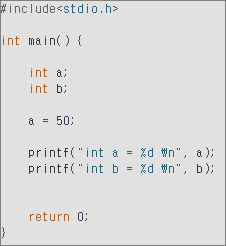 #include<stdio.h>
int main() {
int a;
int b;
a = 50;
printf("int a = %d ₩n", a);
printf("int b = %d ₩n", b);
return 0;
}